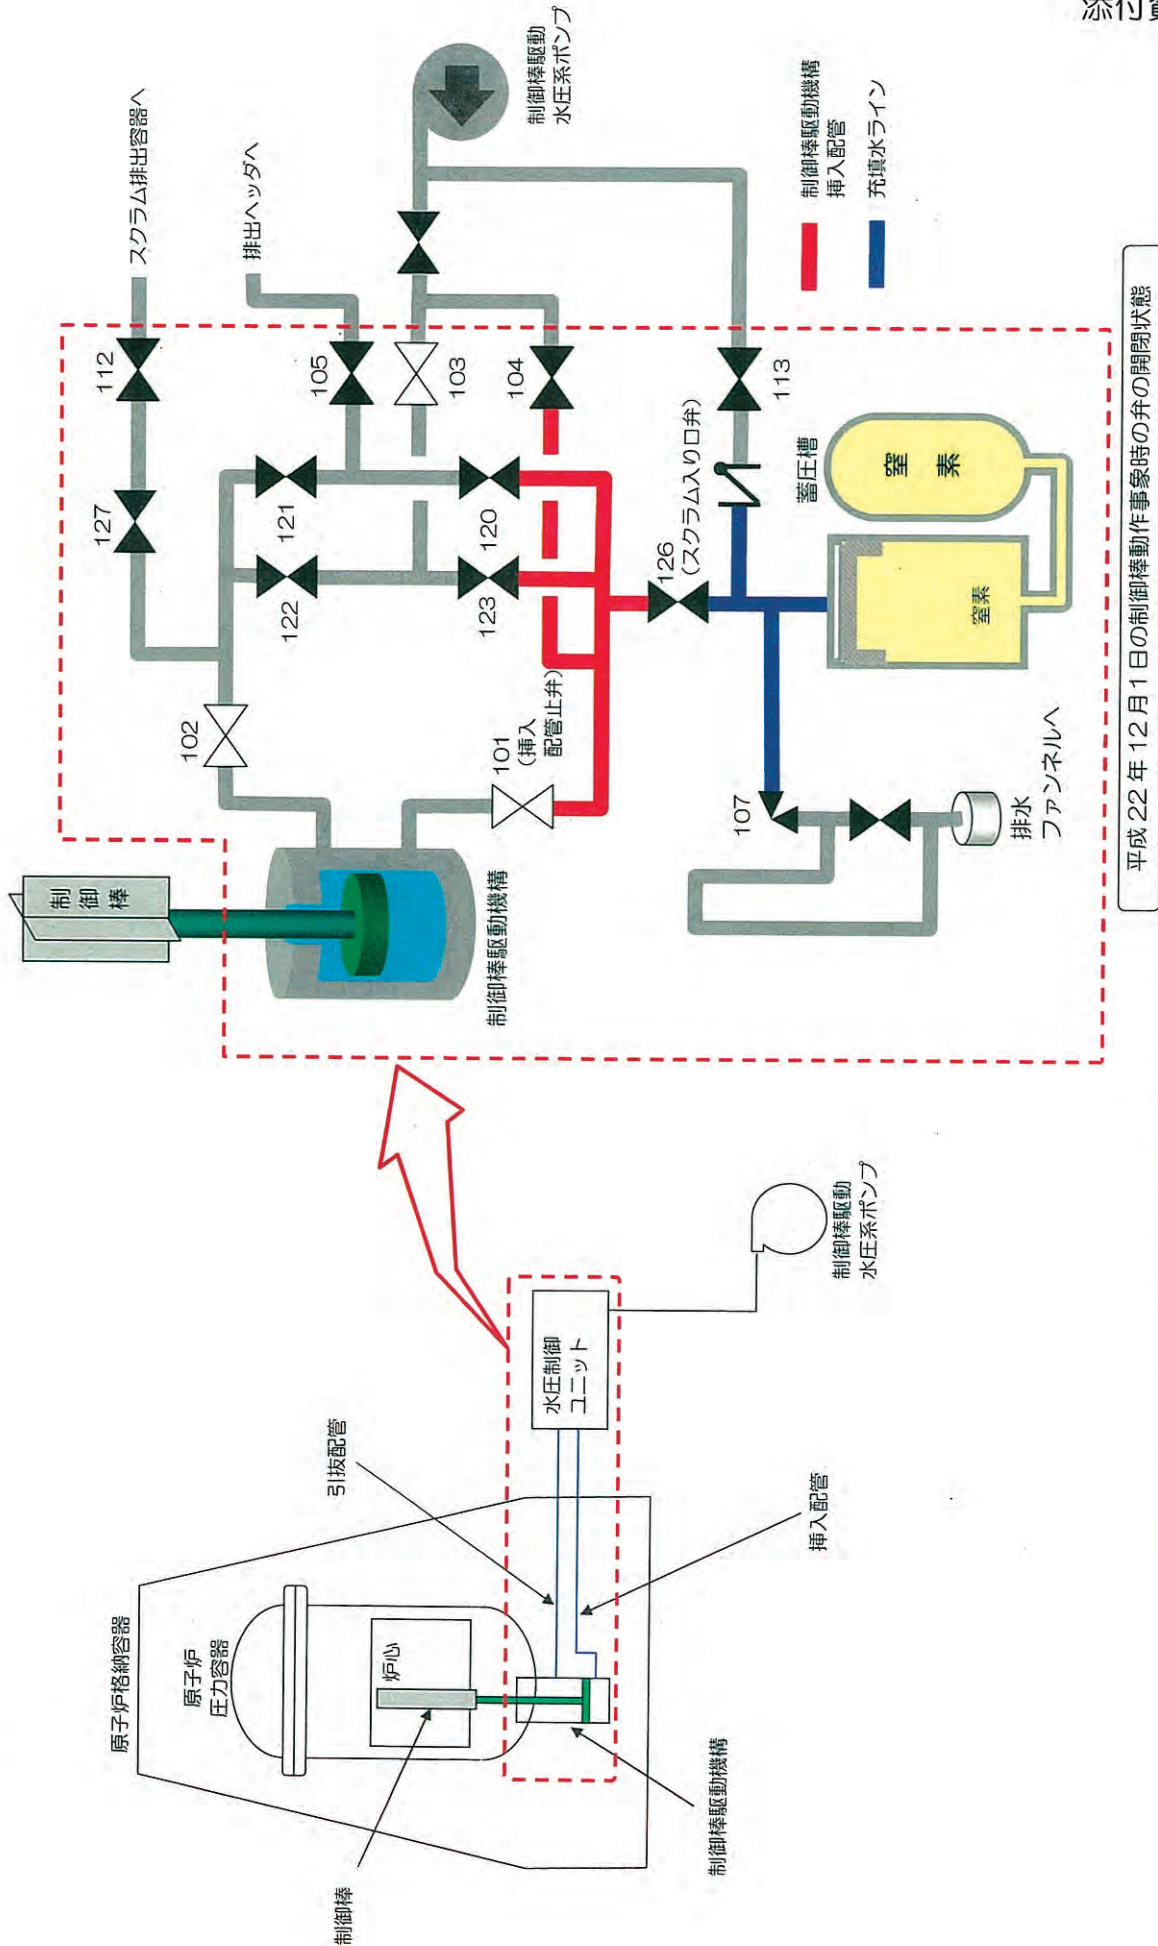 添付資
原子炉格納容器
原子炉
圧力容器
炉心
制御棒
制御棒駆動機構
引抜配管
挿入配管
水圧制御
ユニット
制御棒駆動
水圧系ポンプ
制御棒
制御棒駆動機構
102
127
112
スクラム排出容器へ
排出ヘッダへ
105
121
122
103
104
120
123
101
(挿入
配管止弁)
126
(スクラム入り口弁)
113
107
排水
ファンネルへ
蓄圧槽
窒素
窒素
制御棒駆動
水圧系ポンプ
制御棒駆動機構
挿入配管
充填水ライン
平成 22 年 12 月 1 日の制御棒動作事象時の弁の開閉状態